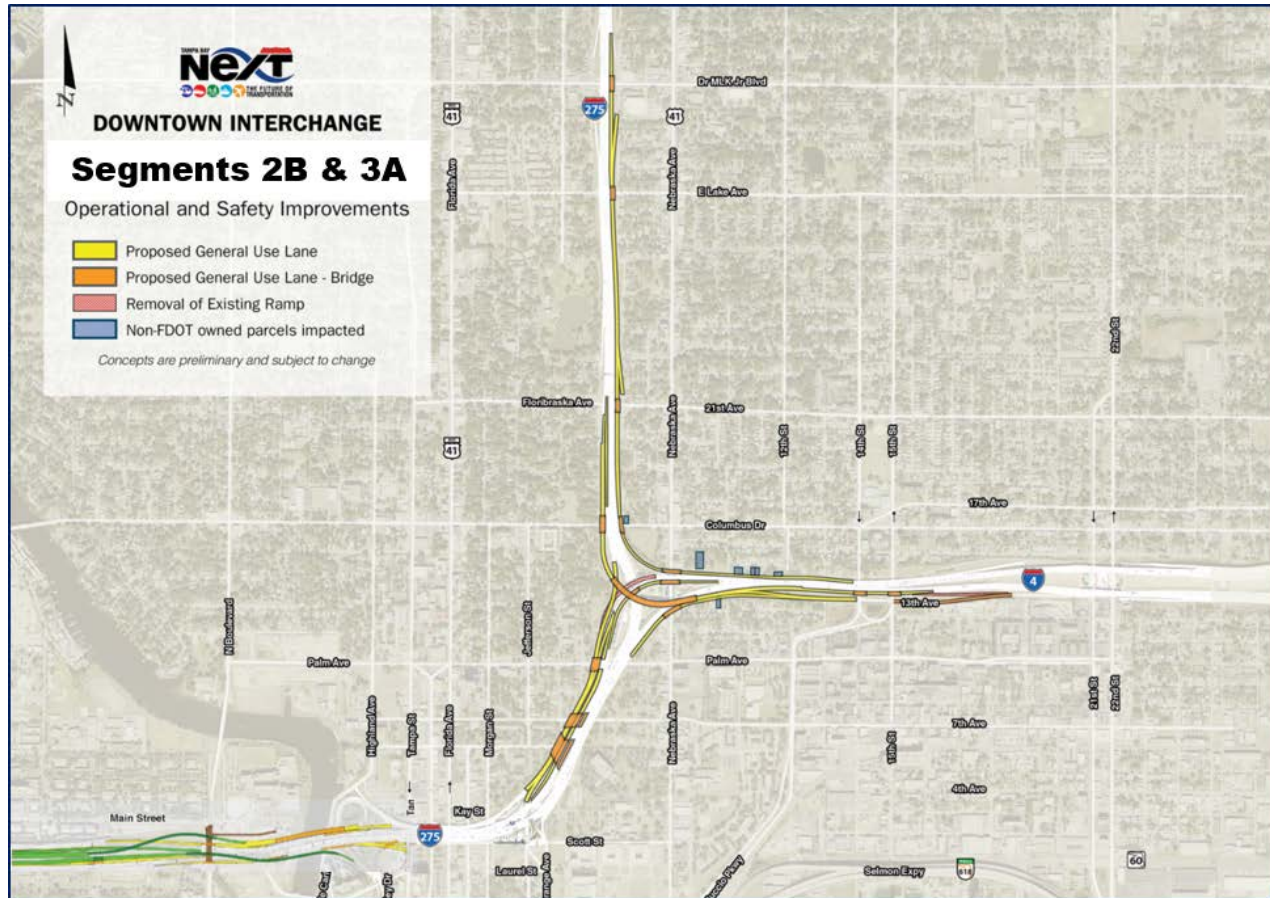 TAMPA BAY
NEXT
THE FUTURE OF
TRANSPORTATION
N
DOWNTOWN INTERCHANGE
Segments 2B & 3A
Operational and Safety Improvements
Proposed General Use Lane
Proposed General Use Lane - Bridge
Removal of Existing Ramp
Non-FDOT owned parcels impacted
Concepts are preliminary and subject to change
Dr MLK Jr Blvd
275
41
41
Florida Ave
Nebraska Ave
E Lake Ave
22nd St
Floribraska Ave
21st Ave
41
Nebraska Ave
12th St
14th St
15th St
17th Ave
Columbus Dr
4
13th Ave
N Boulevard
Jefferson St
Palm Ave
Palm Ave
21st St
22nd St
Highland Ave
Tampa St
Florida Ave
Morgan St
7th Ave
Nebraska Ave
15th St
4th Ave
Main Street
Tan
Kay St
275
Scott St
Laurel St
60
Selmon Expy
618